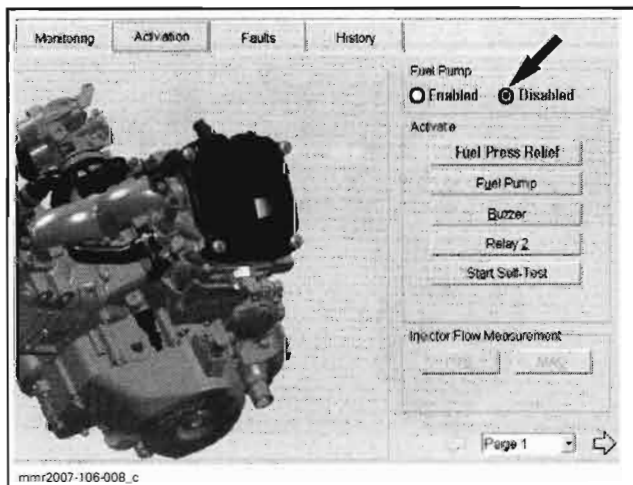 Monitoring Activation Faults History
Fuel Pump
Enabled Disabled
Activate
Fuel Press Relief
Fuel Pump
Buzzer
Relay 2
Start Self-Test
Injector Flow Measurement
MAG
Page 1
mmr2007-106-008_c